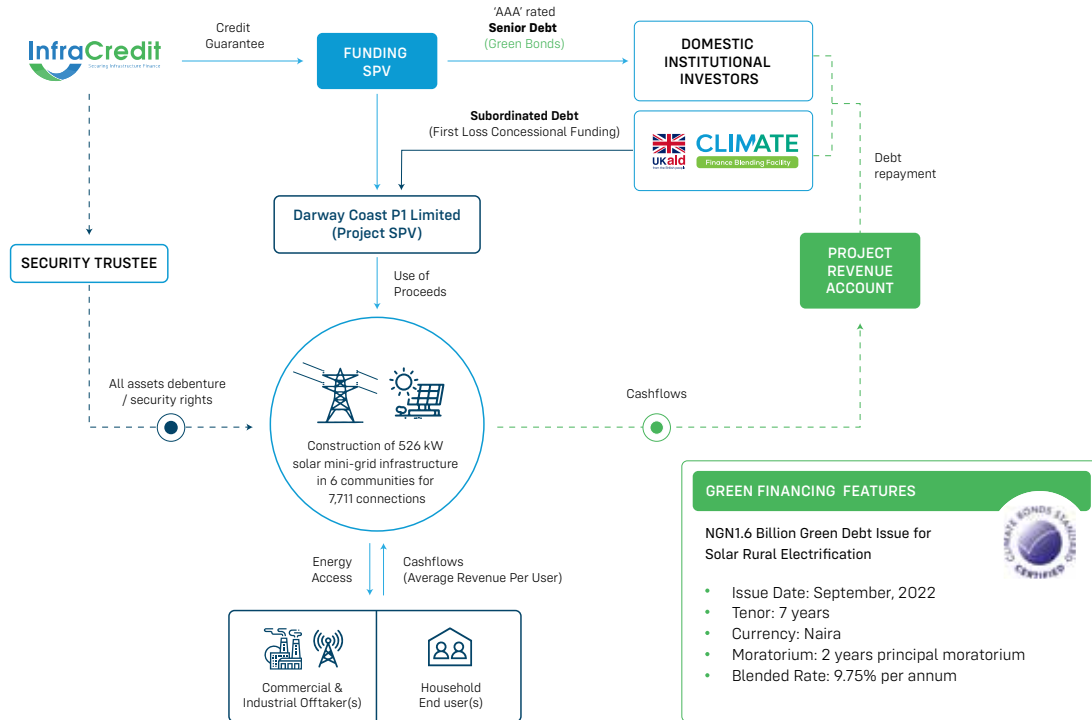 InfraCredit
Securing Infrastructure Finance
Credit
Guarantee
FUNDING
SPV
'AAA' rated
Senior Debt
(Green Bonds)
DOMESTIC
INSTITUTIONAL
INVESTORS
Subordinated Debt
(First Loss Concessional Funding)
UKaid
from the British people
CLIMATE
Finance Blending Facility
Debt
repayment
Darway Coast P1 Limited
(Project SPV)
SECURITY TRUSTEE
PROJECT
REVENUE
ACCOUNT
Use of
Proceeds
All assets debenture
/ security rights
Cashflows
Construction of 526 kW
solar mini-grid infrastructure
in 6 communities for
7,711 connections
Energy
Access
Cashflows
(Average Revenue Per User)
Commercial &
Industrial Offtaker(s)
Household
End user(s)
GREEN FINANCING FEATURES
NGN1.6 Billion Green Debt Issue for
Solar Rural Electrification
CLIMATE BONDS STANDARD
CERTIFIED
• Issue Date: September, 2022
• Tenor: 7 years
• Currency: Naira
• Moratorium: 2 years principal moratorium
• Blended Rate: 9.75% per annum